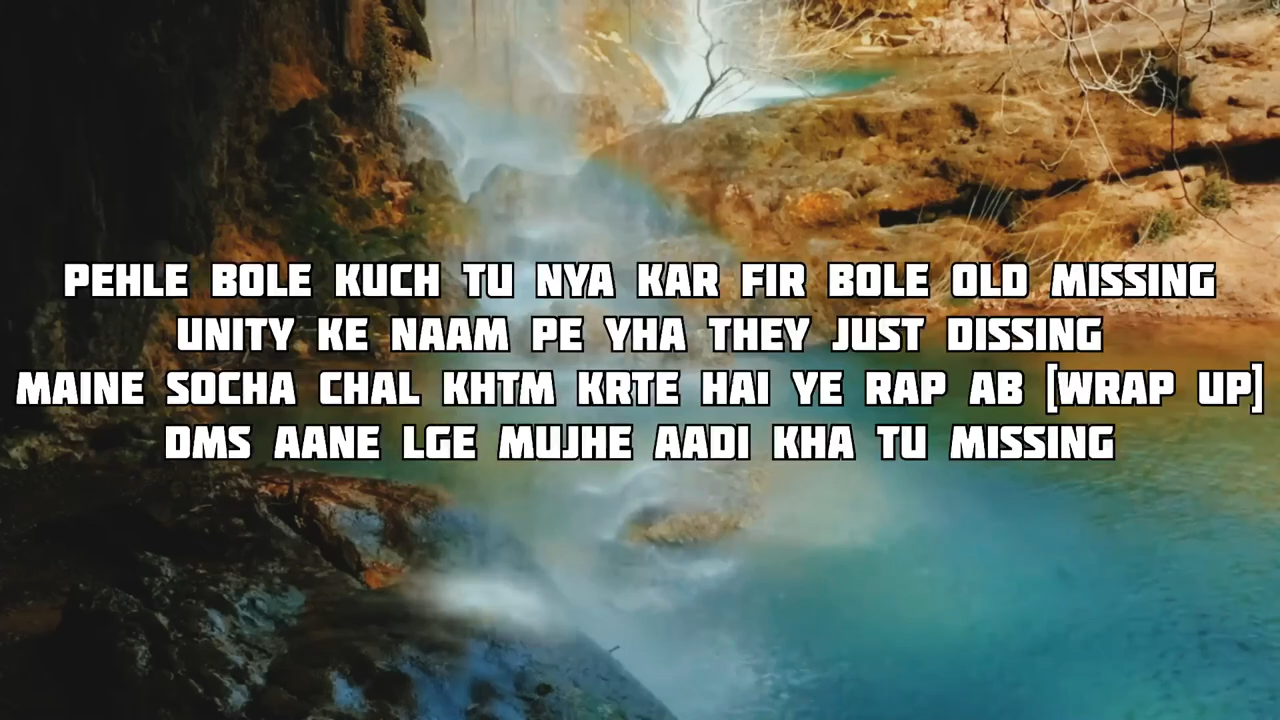 PEHLE BOLE KUCH TU NYA KAR FIR BOLE OLD MISSING
UNITY KE NAAM PE YHA THEY JUST DISSING
MAINE SOCHA CHAL KHTM KRTE HAI YE RAP AB [WRAP UP]
DMS AANE LGE MUJHE AADI KHA TU MISSING